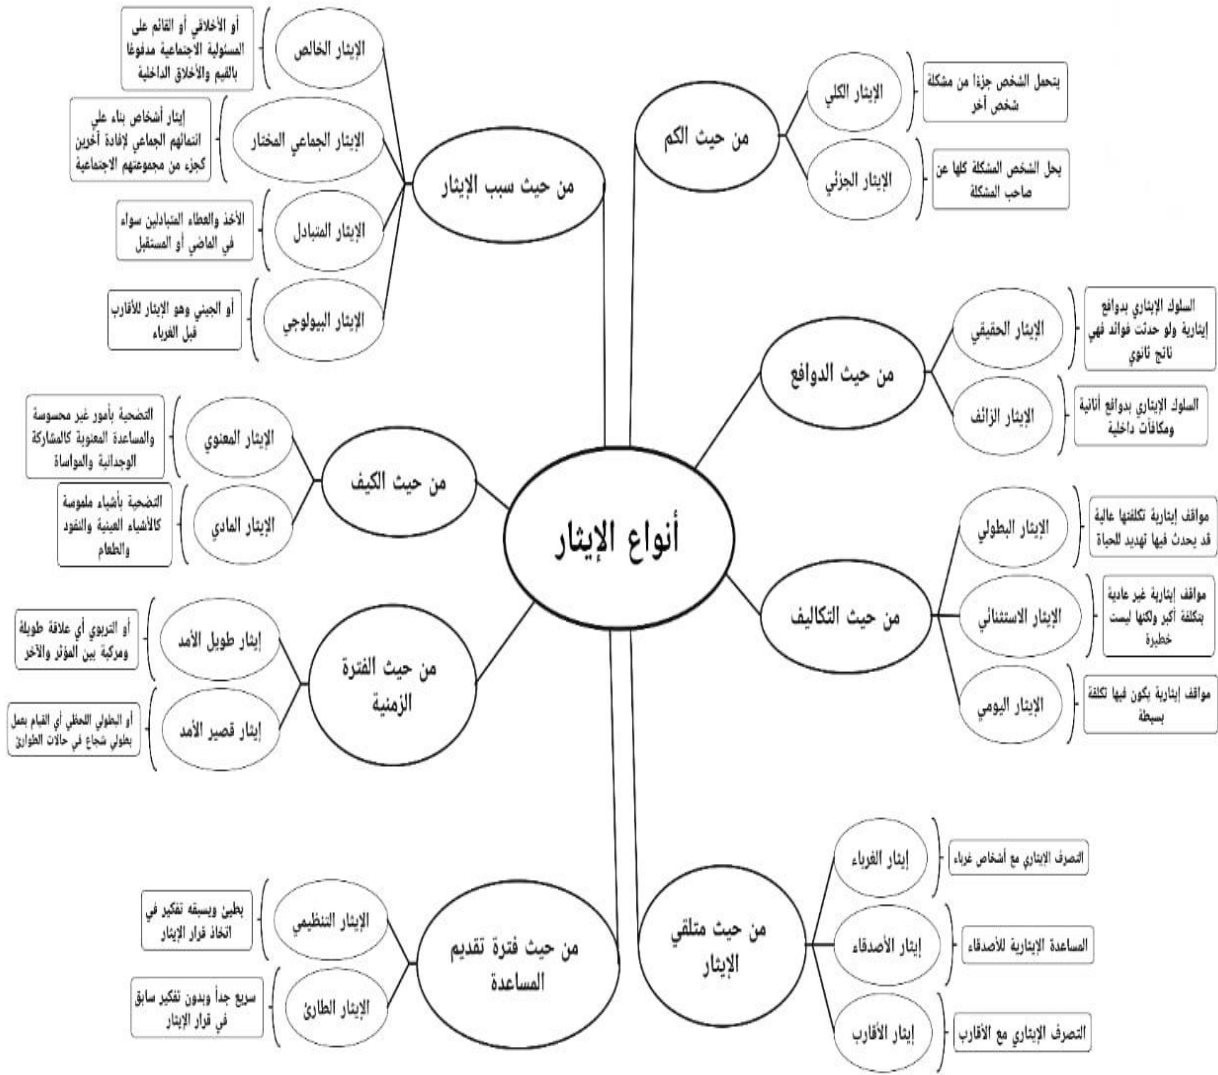 أنواع الإيثار
من حيث الكم
الإيثار الكلي
يتحمل الشخص جزءًا من مشكلة
شخص أخر
الإيثار الجزئي
يحل الشخص المشكلة كلها عن
صاحب المشكلة
من حيث الدوافع
الإيثار الحقيقي
السلوك الإيثاري بدوافع
إيثارية ولو حدثت فوائد فهي
ناتج ثانوي
الإيثار الزائف
السلوك الإيثاري بدوافع أنانية
ومكافآت داخلية
من حيث التكاليف
الإيثار البطولي
مواقف إيثارية تكلفتها عالية
قد يحدث فيها تهديد للحياة
الإيثار الاستثنائي
مواقف إيثارية غير عادية
بتكلفة أكبر ولكنها ليست
خطيرة
الإيثار اليومي
مواقف إيثارية يكون فيها تكلفة
بسيطة
من حيث متلقي
الإيثار
إيثار الغرباء
التصرف الإيثاري مع أشخاص غرباء
إيثار الأصدقاء
المساعدة الإيثارية للأصدقاء
إيثار الأقارب
التصرف الإيثاري مع الأقارب
من حيث سبب الإيثار
الإيثار الخالص
أو الأخلاقي أو القائم على
المسئولية الاجتماعية مدفوعًا
بالقيم والأخلاق الداخلية
الإيثار الجماعي المختار
إيثار أشخاص بناء علي
انتمائهم الجماعي لإفادة آخرين
كجزء من مجموعتهم الاجتماعية
الإيثار المتبادل
الأخذ والعطاء المتبادلين سواء
في الماضي أو المستقبل
الإيثار البيولوجي
أو الجيني وهو الإيثار للأقارب
قبل الغرباء
من حيث الكيف
الإيثار المعنوي
التضحية بأمور غير محسوسة
والمساعدة المعنوية كالمشاركة
الوجدانية والمواساة
الإيثار المادي
التضحية بأشياء ملموسة
كالأشياء العينية والنقود
والطعام
من حيث الفترة
الزمنية
إيثار طويل الأمد
أو التربوي أي علاقة طويلة
ومركبة بين المؤثر والآخر
إيثار قصير الأمد
أو البطولي اللحظي أي القيام بعمل
بطولي شجاع في حالات الطوارئ
من حيث فترة تقديم
المساعدة
الإيثار التنظيمي
بطيئ ويسبقه تفكير في
اتخاذ قرار الإيثار
الإيثار الطارئ
سريع جداً وبدون تفكير سابق
في قرار الإيثار